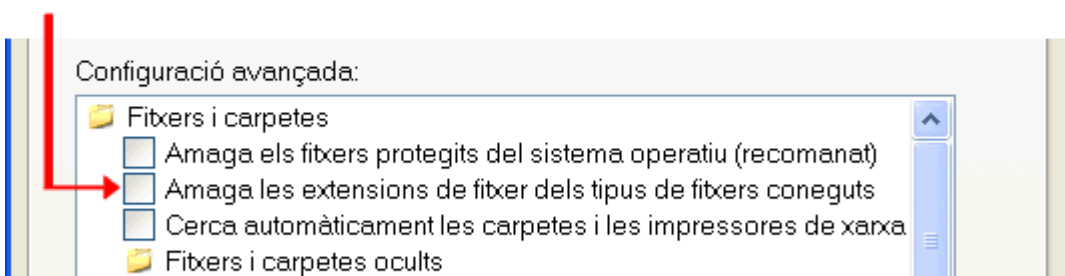 Configuració avançada:
Fitxers i carpetes
Amaga els fitxers protegits del sistema operatiu (recomanat)
Amaga les extensions de fitxer dels tipus de fitxers coneguts
Cerca automàticament les carpetes i les impressores de xarxa
Fitxers i carpetes ocults